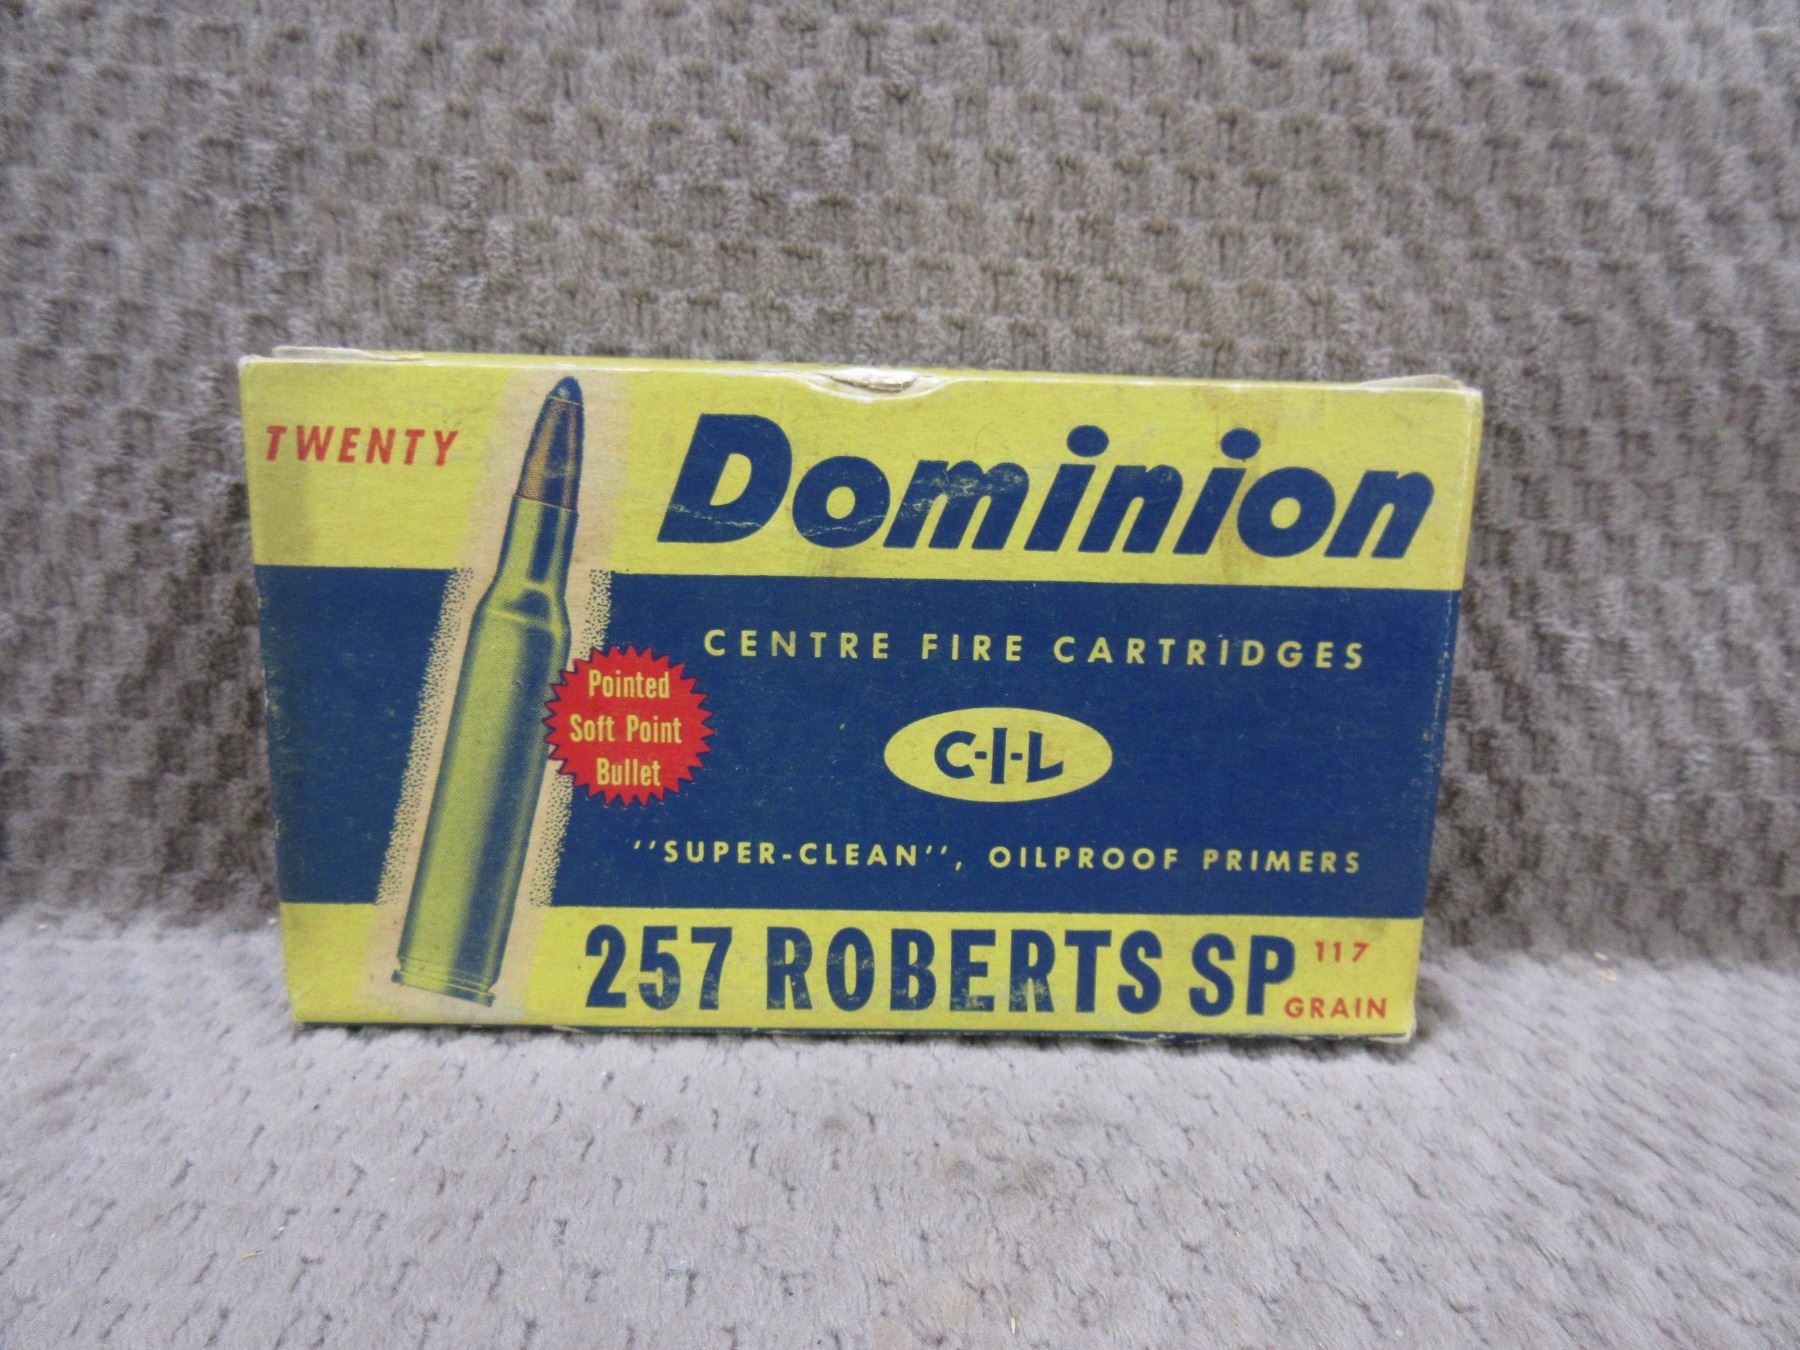 TWENTY
Dominion
CENTRE FIRE CARTRIDGES
Pointed
Soft Point
Bullet
C-I-L
"SUPER-CLEAN", OILPROOF PRIMERS
257 ROBERTS SP 117
GRAIN